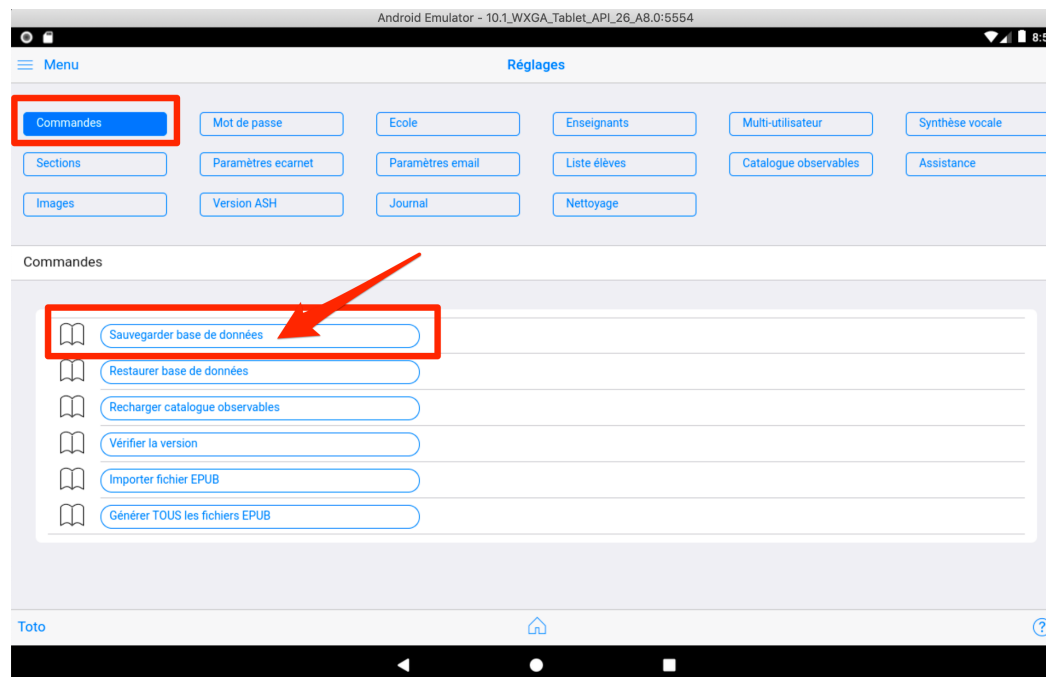 Android Emulator - 10.1_WXGA_Tablet_API_26_A8.0:5554
Menu
Réglages
Commandes Mot de passe Ecole Enseignants Multi-utilisateur Synthèse vocale
Sections Paramètres ecarnet Paramètres email Liste élèves Catalogue observables Assistance
Images Version ASH Journal Nettoyage
Commandes
Sauvegarder base de données
Restaurer base de données
Recharger catalogue observables
Vérifier la version
Importer fichier EPUB
Générer TOUS les fichiers EPUB
Toto
?